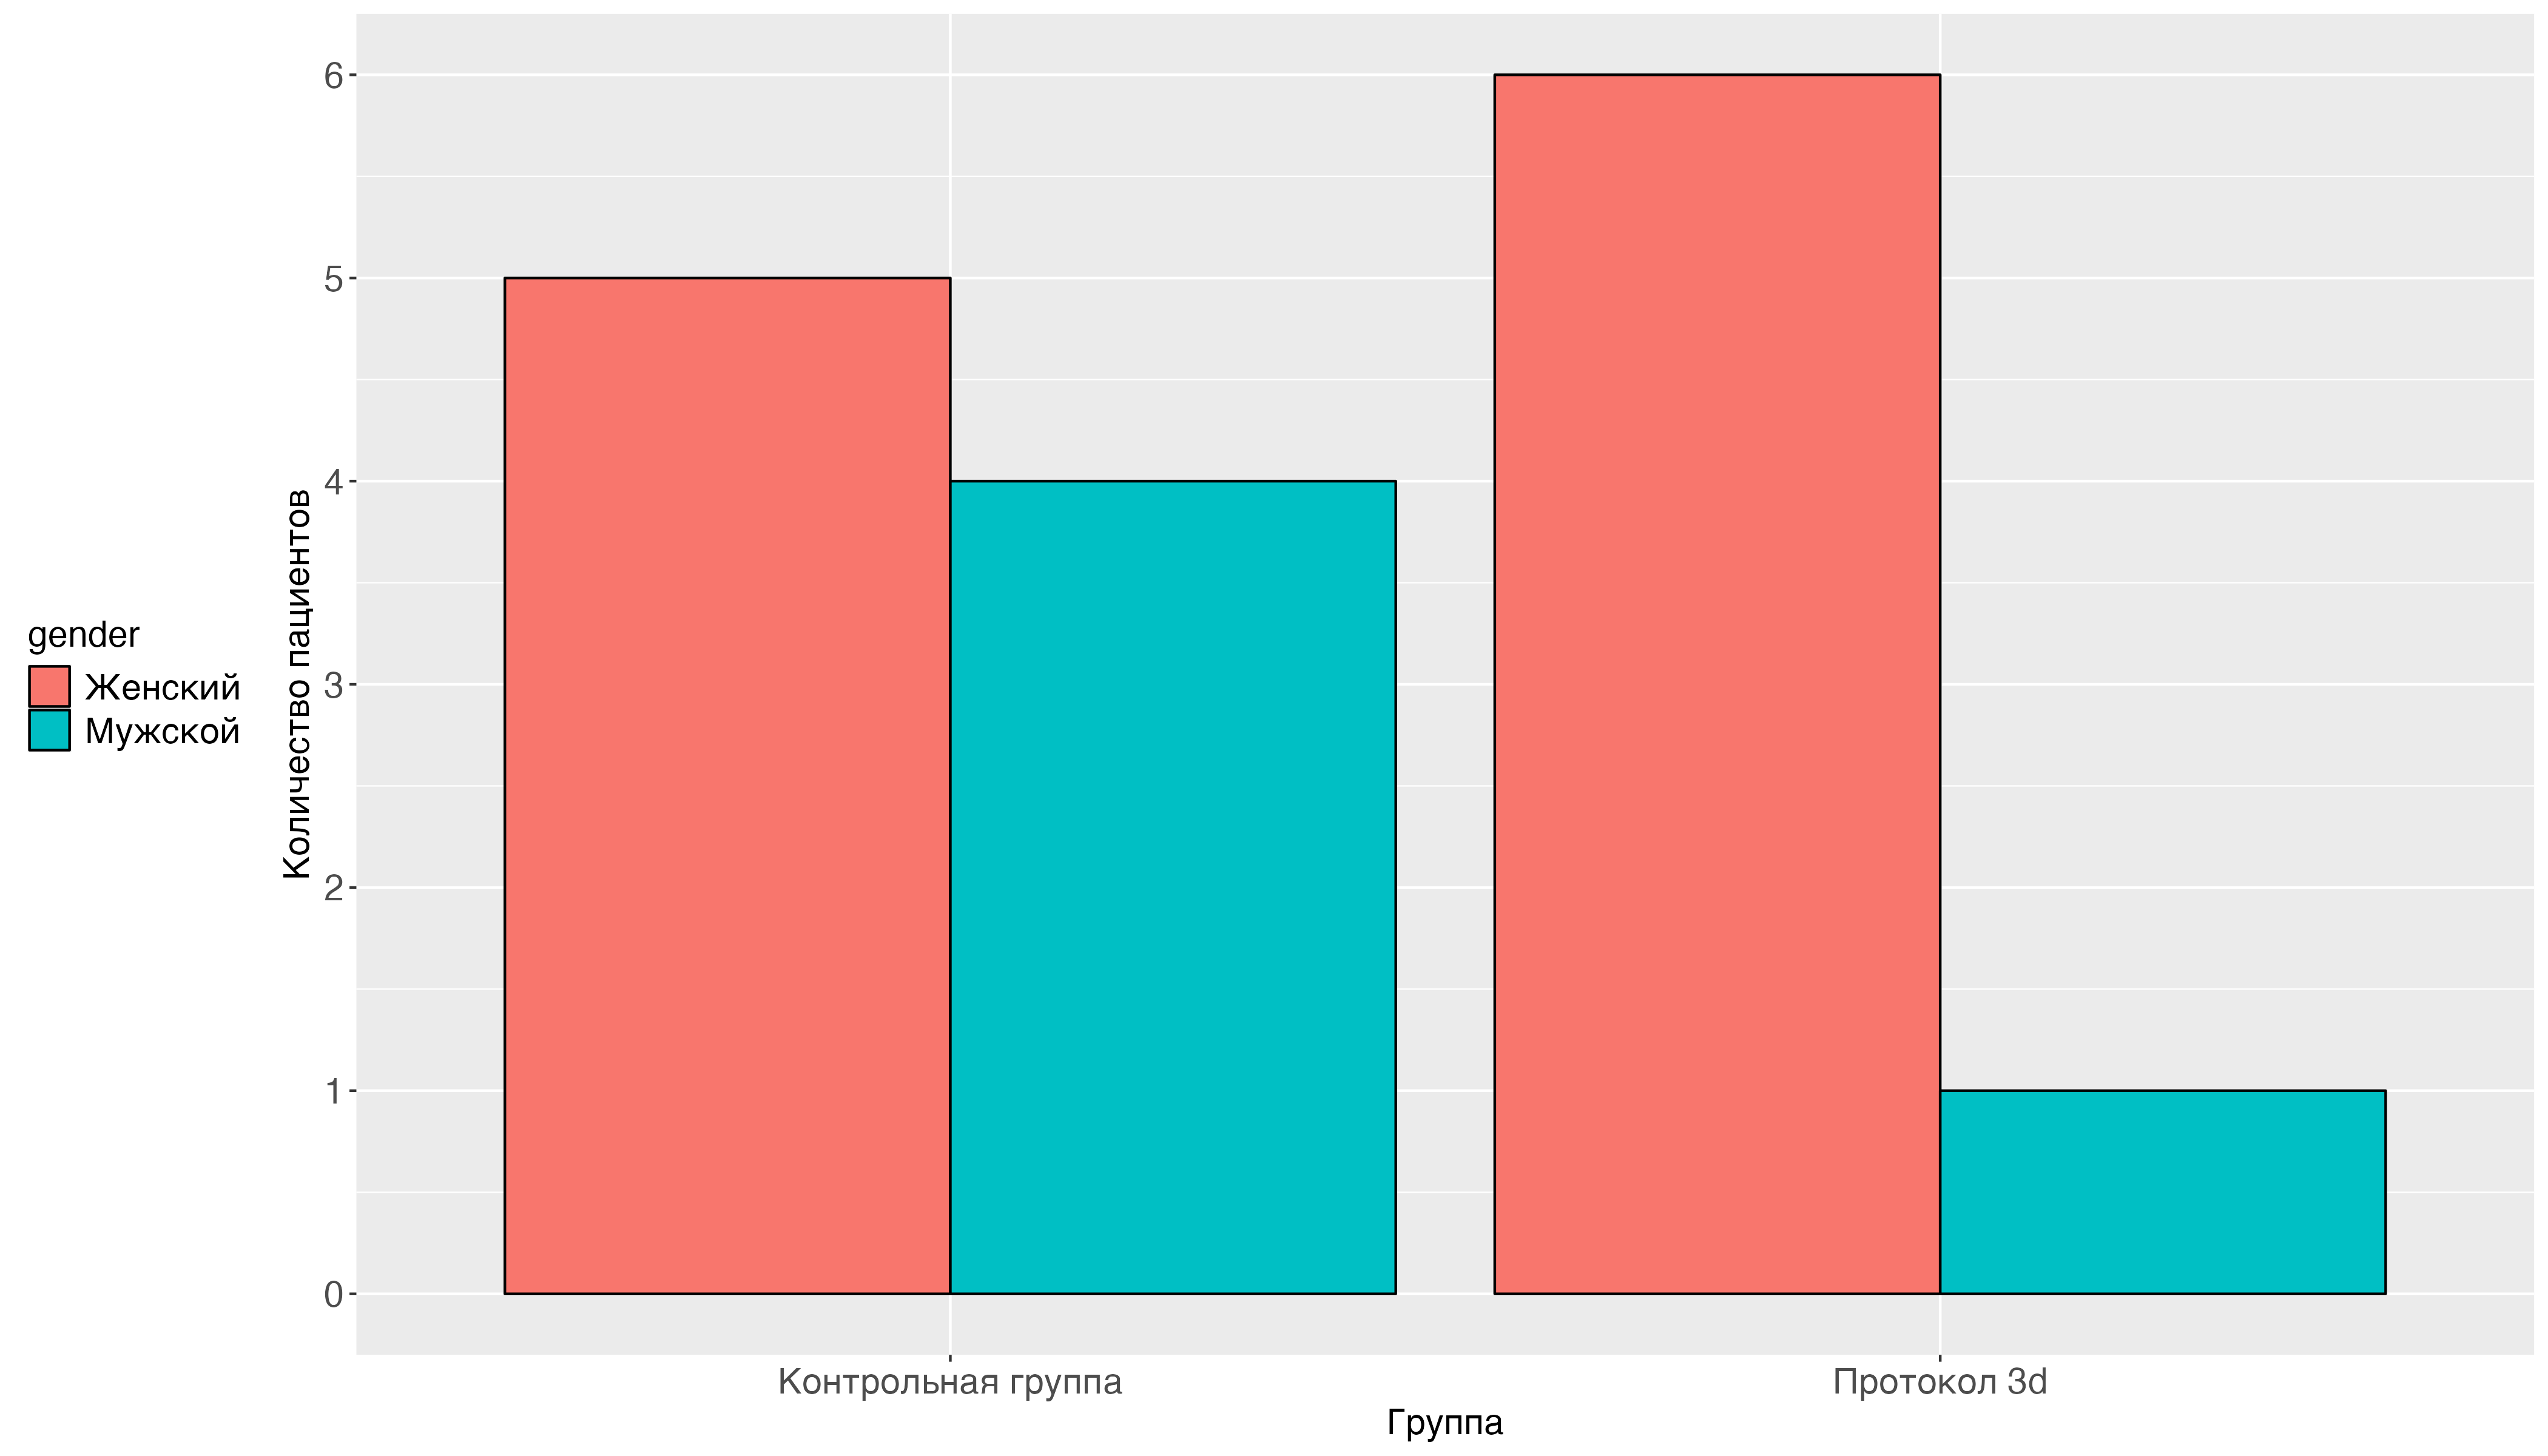 gender
Женский
Мужской
Количество пациентов
6
5
4
3
2
1
0
Контрольная группа
Протокол 3d
Группа